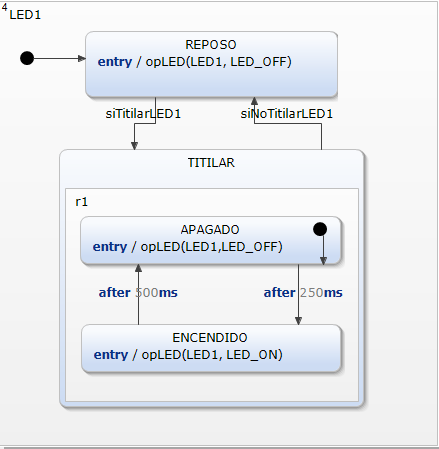 4
LED1
REPOSO
entry / opLED(LED1, LED_OFF)
siTitilarLED1
siNoTitilarLED1
TITILAR
r1
APAGADO
entry / opLED(LED1,LED_OFF)
after 500ms
after 250ms
ENCENDIDO
entry / opLED(LED1, LED_ON)